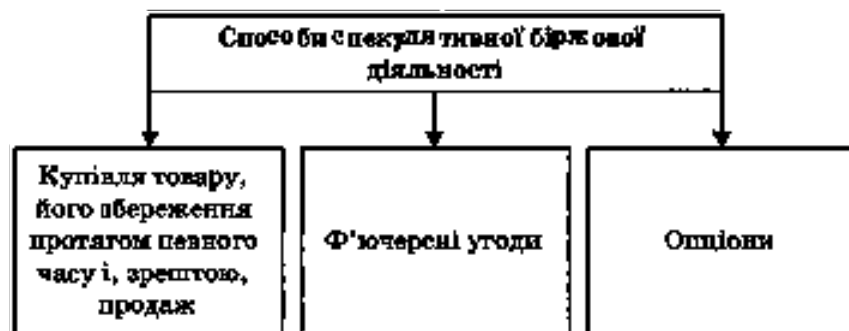 Способи спекулятивної біржової
діяльності
Купівля товару,
його збереження
протягом певного
часу і, зрештою,
продаж
Ф'ючерсні угоди
Опціони